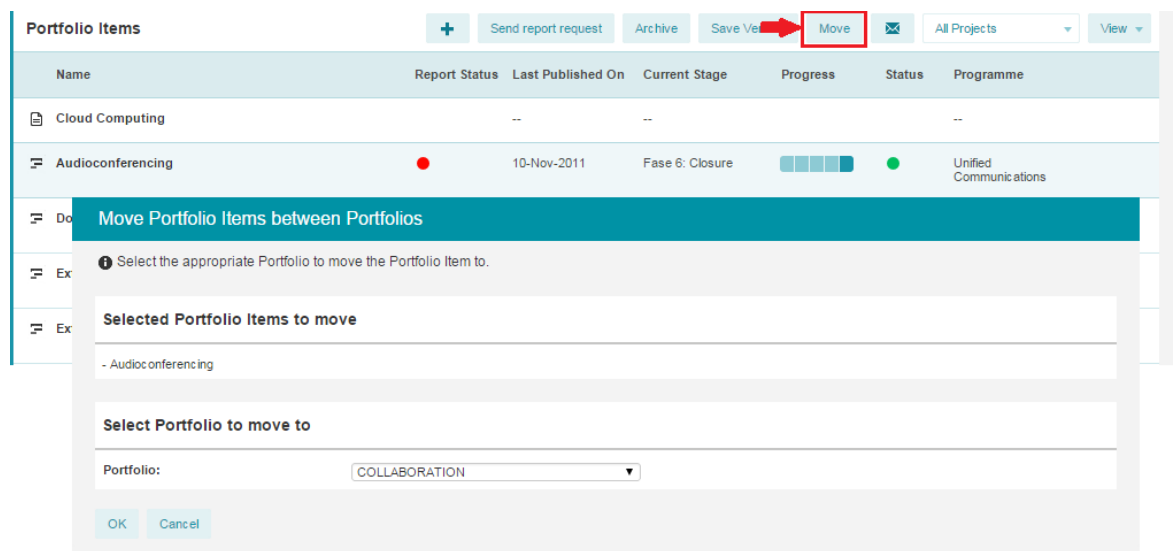 Portfolio Items
Send report request Archive Save Ve Move All Projects View
Name Report Status Last Published On Current Stage Progress Status Programme
Cloud Computing -- -- --
Audioconferencing 10-Nov-2011 Fase 6: Closure Unified
Communications
Do
Ex
Ex
Move Portfolio Items between Portfolios
Select the appropriate Portfolio to move the Portfolio Item to.
Selected Portfolio Items to move
- Audioconferencing
Select Portfolio to move to
Portfolio: COLLABORATION
OK Cancel